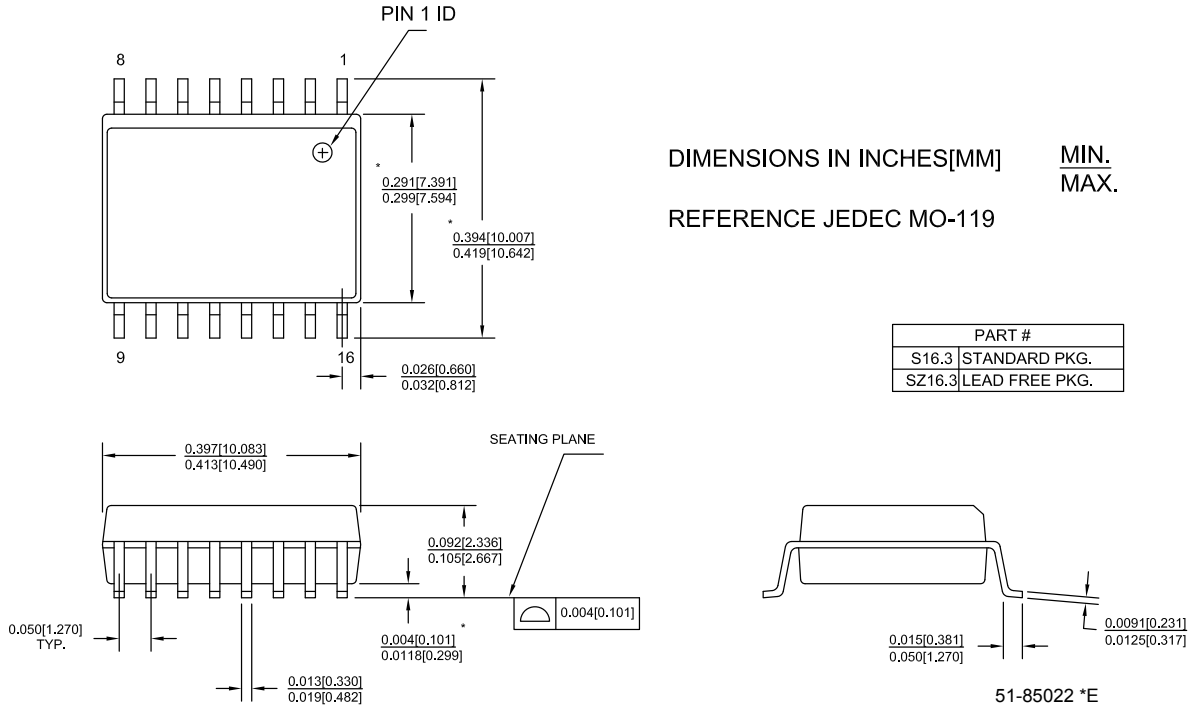 PIN 1 ID
8
1
*
0.291[7.391]
0.299[7.594]
*
0.394[10.007]
0.419[10.642]
DIMENSIONS IN INCHES[MM]
MIN.
MAX.
REFERENCE JEDEC MO-119
PART #
S16.3 STANDARD PKG.
SZ16.3 LEAD FREE PKG.
9
16
0.026[0.660]
0.032[0.812]
0.397[10.083]
0.413[10.490]
SEATING PLANE
0.092[2.336]
0.105[2.667]
0.004[0.101]
0.050[1.270]
TYP.
*
0.004[0.101]
0.0118[0.299]
0.013[0.330]
0.019[0.482]
0.015[0.381]
0.050[1.270]
0.0091[0.231]
0.0125[0.317]
51-85022 *E